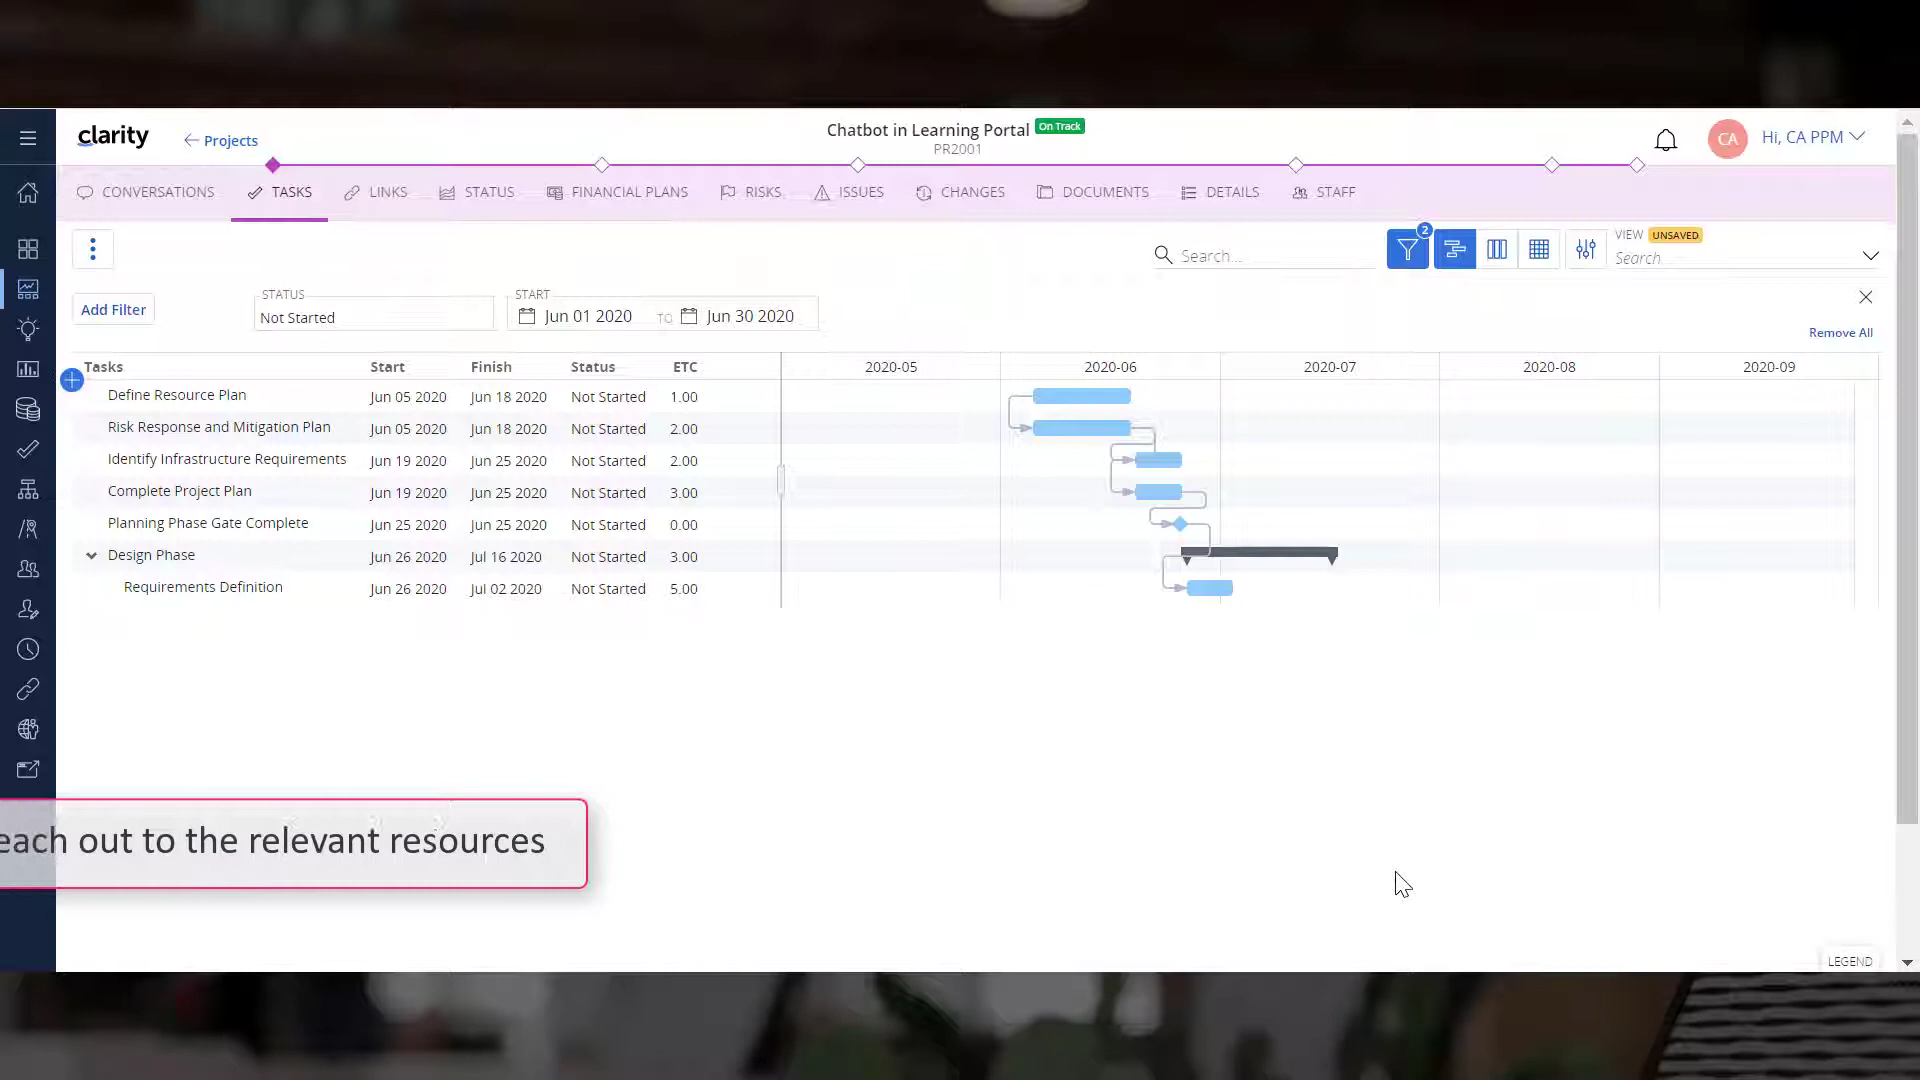 clarity
Projects
Chatbot in Learning Portal
On Track
PR2001
CA
Hi, CA PPM
CONVERSATIONS
TASKS
LINKS
STATUS
FINANCIAL PLANS
RISKS
ISSUES
CHANGES
DOCUMENTS
DETAILS
STAFF
Search...
2
VIEW UNSAVED
Search
Add Filter
STATUS
Not Started
START
Jun 01 2020 TO Jun 30 2020
Remove All
Tasks Start Finish Status ETC 2020-05 2020-06 2020-07 2020-08 2020-09
Define Resource Plan Jun 05 2020 Jun 18 2020 Not Started 1.00
Risk Response and Mitigation Plan Jun 05 2020 Jun 18 2020 Not Started 2.00
Identify Infrastructure Requirements Jun 19 2020 Jun 25 2020 Not Started 2.00
Complete Project Plan Jun 19 2020 Jun 25 2020 Not Started 3.00
Planning Phase Gate Complete Jun 25 2020 Jun 25 2020 Not Started 0.00
Design Phase Jun 26 2020 Jul 16 2020 Not Started 3.00
Requirements Definition Jun 26 2020 Jul 02 2020 Not Started 5.00
each out to the relevant resources
LEGEND